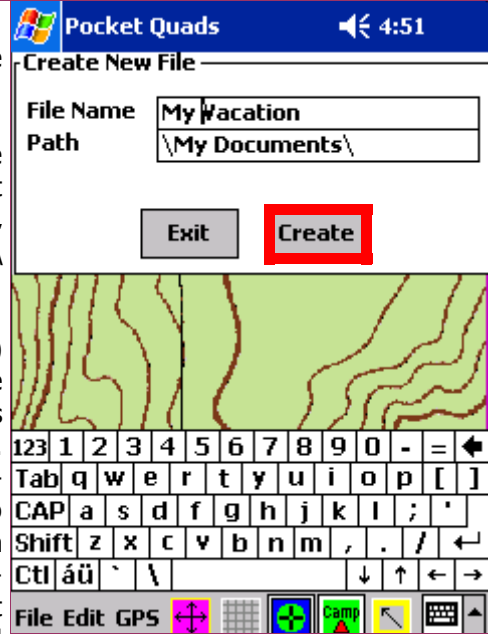 Pocket Quads 4:51
Create New File
File Name My Vacation
Path \My Documents\
Exit Create
123 1 2 3 4 5 6 7 8 9 0 - =
Tab q w e r t y u i o p [ ]
CAP a s d f g h j k l ; '
Shift z x c v b n m , . /
Ctl áü ` \
File Edit GPS Camp